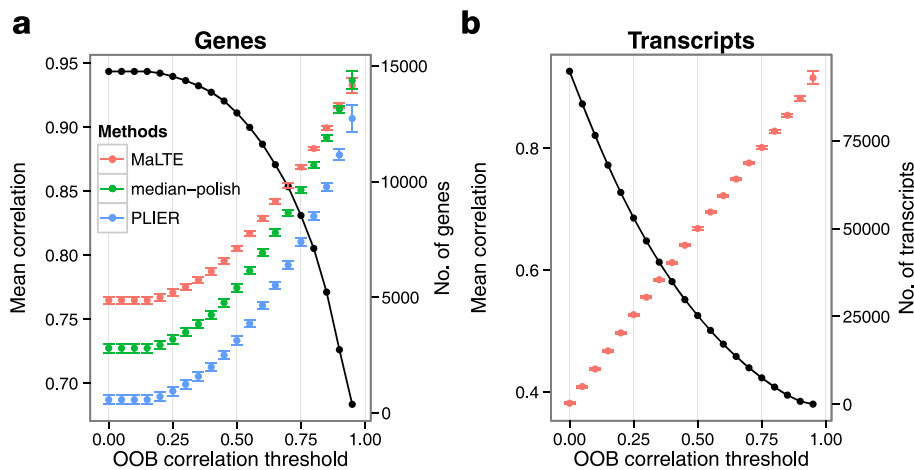 a
Genes
0.95
0.90
0.85
0.80
0.75
0.70
Mean correlation
Methods
MaLTE
median-polish
PLIER
15000
10000
5000
0
No. of genes
0.00 0.25 0.50 0.75 1.00
OOB correlation threshold
b
Transcripts
0.8
0.6
0.4
Mean correlation
75000
50000
25000
0
No. of transcripts
0.00 0.25 0.50 0.75 1.00
OOB correlation threshold